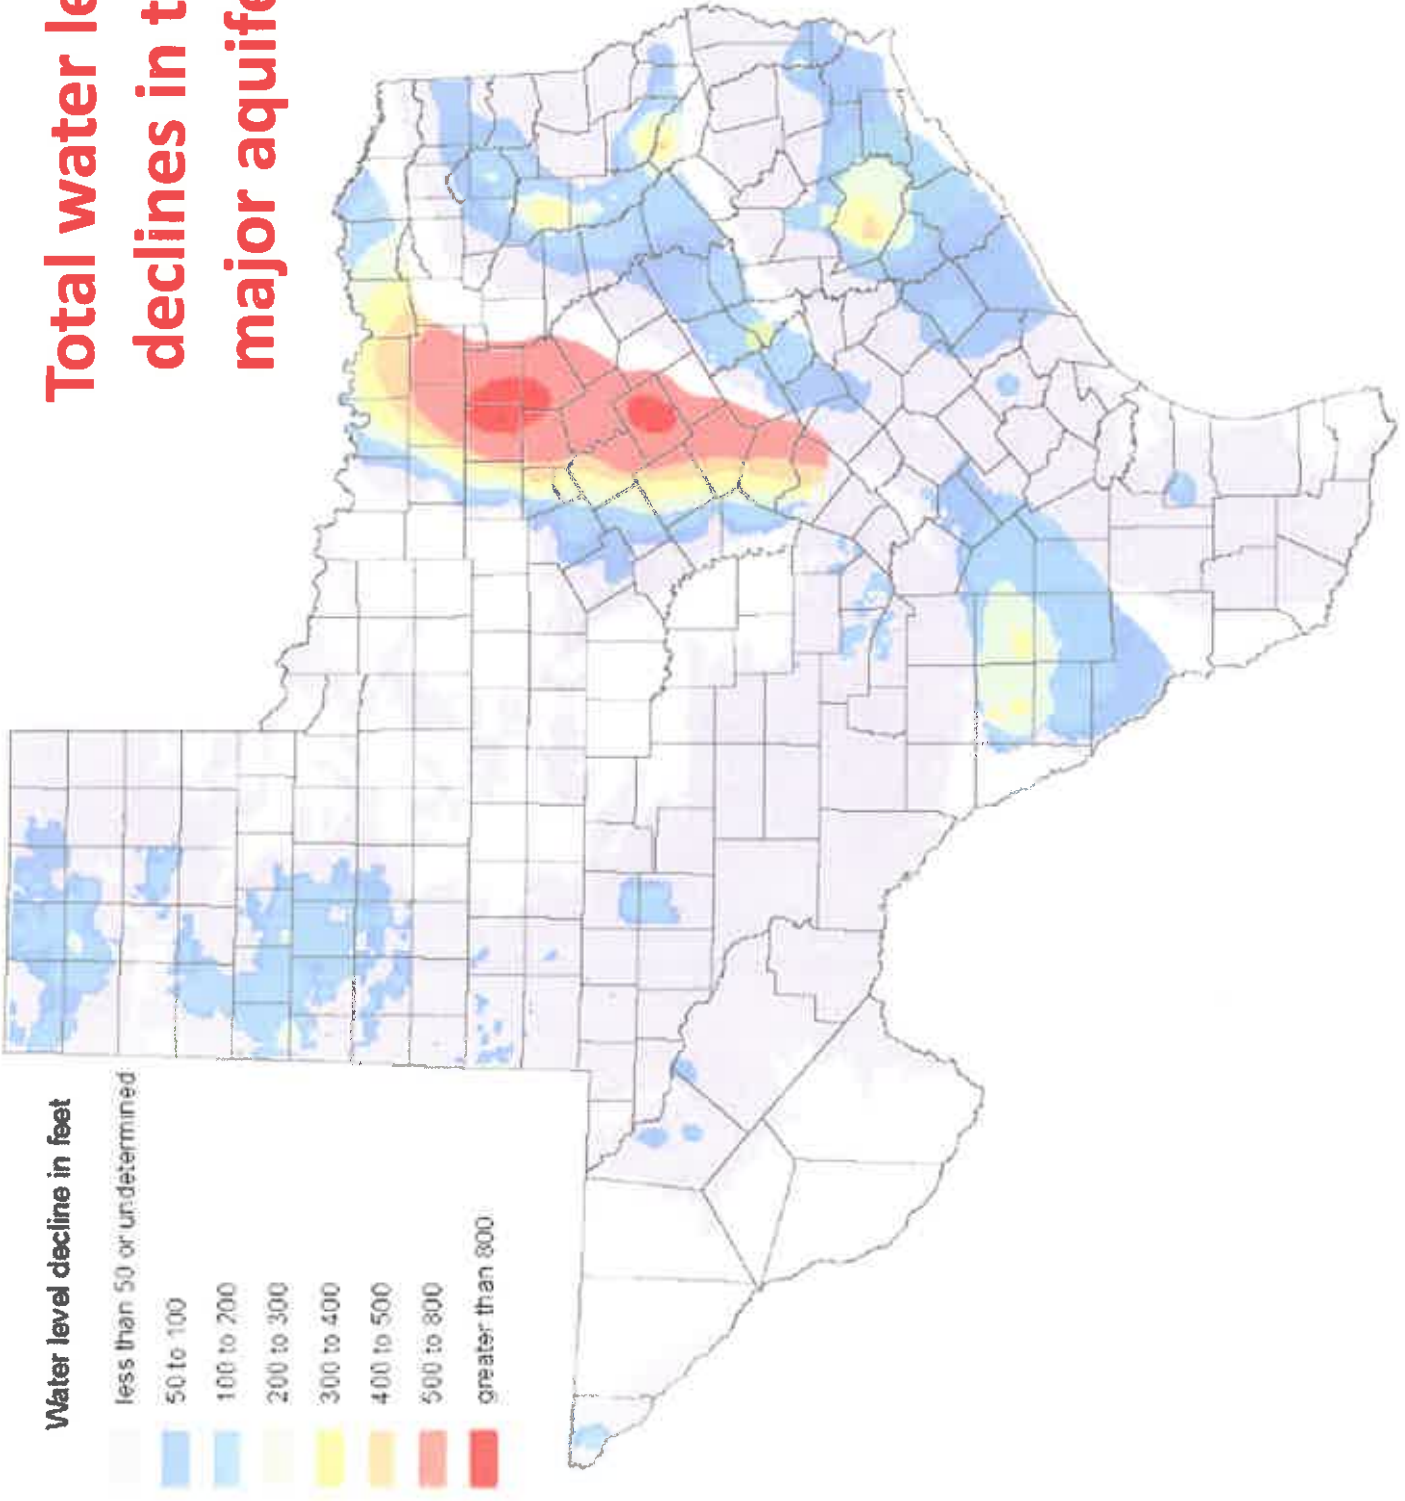 Total water le
declines in t
major aquife
Water level decline in feet
less than 50 or undetermined
50 to 100
100 to 200
200 to 300
300 to 400
400 to 500
500 to 800
greater than 800